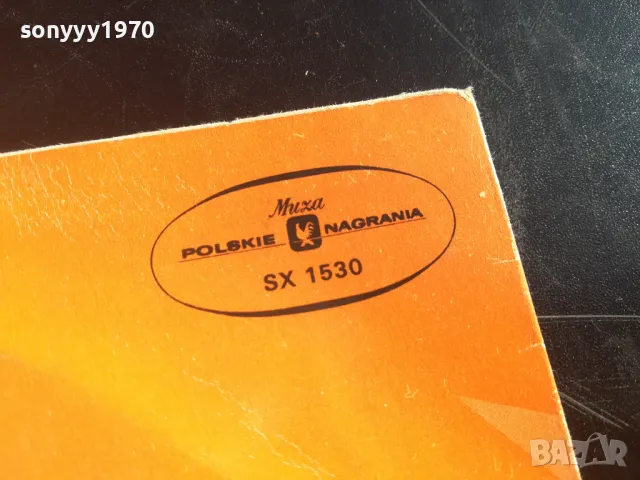 sonyyy1970
Muza
POLSKIE NAGRANIA
SX 1530
BAZAR